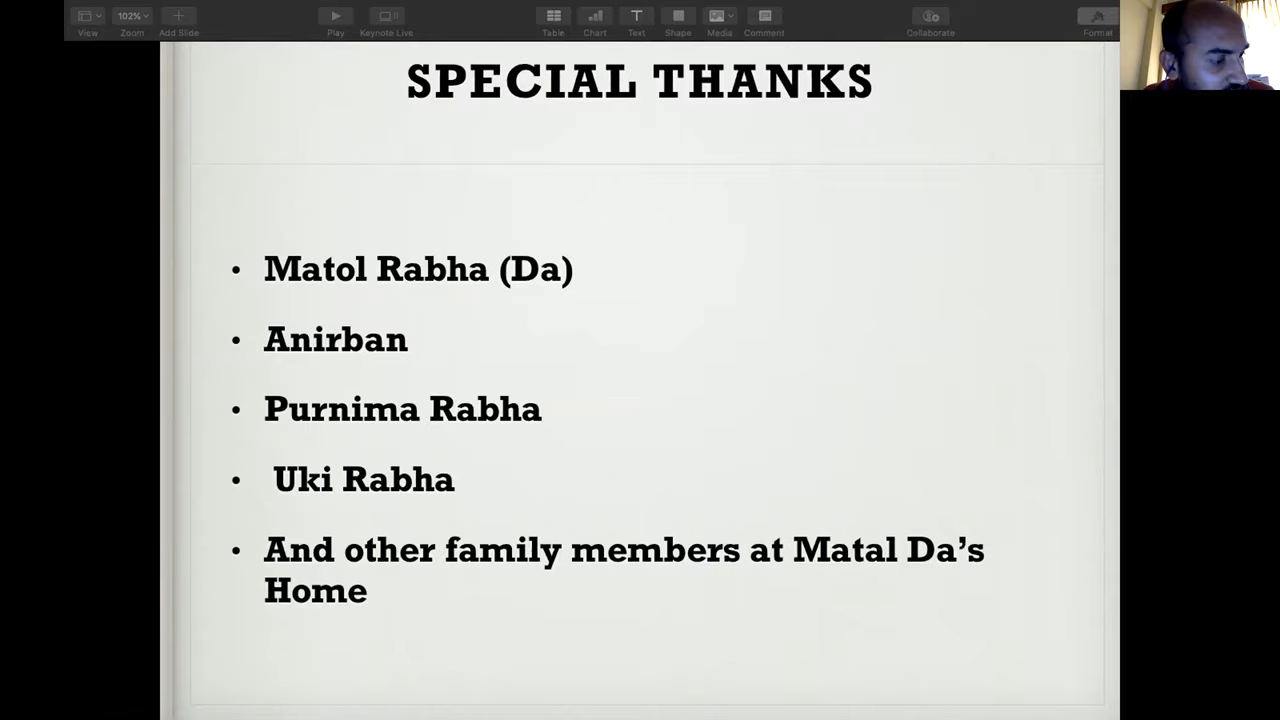 102%
View
Zoom
Add Slide
Play
Keynote Live
Table
Chart
Text
Shape
Media
Comment
Collaborate
Format
SPECIAL THANKS
• Matol Rabha (Da)
• Anirban
• Purnima Rabha
• Uki Rabha
• And other family members at Matal Da’s
Home